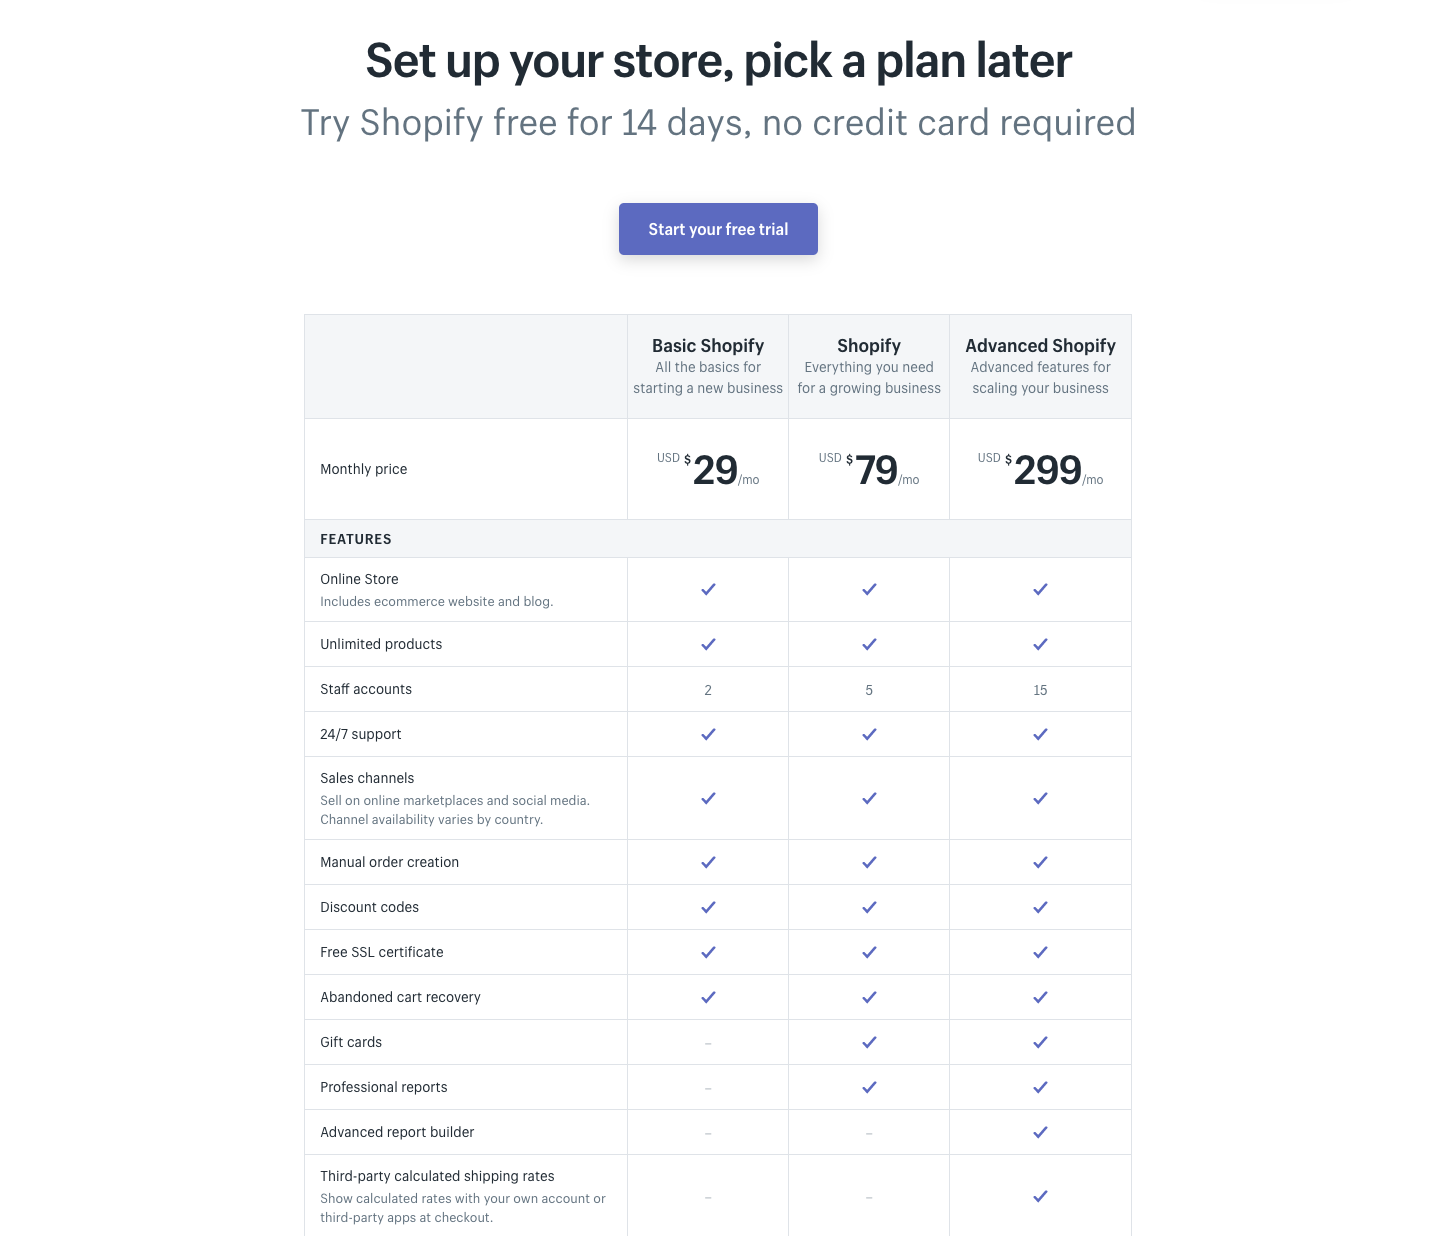 Set up your store, pick a plan later
Try Shopify free for 14 days, no credit card required
Start your free trial
Basic Shopify
All the basics for
starting a new business
Shopify
Everything you need
for a growing business
Advanced Shopify
Advanced features for
scaling your business
Monthly price
USD $29/mo
USD $79/mo
USD $299/mo
FEATURES
Online Store
Includes ecommerce website and blog.
Unlimited products
Staff accounts 2 5 15
24/7 support
Sales channels
Sell on online marketplaces and social media.
Channel availability varies by country.
Manual order creation
Discount codes
Free SSL certificate
Abandoned cart recovery
Gift cards –
Professional reports –
Advanced report builder – –
Third-party calculated shipping rates
Show calculated rates with your own account or
third-party apps at checkout.
– –